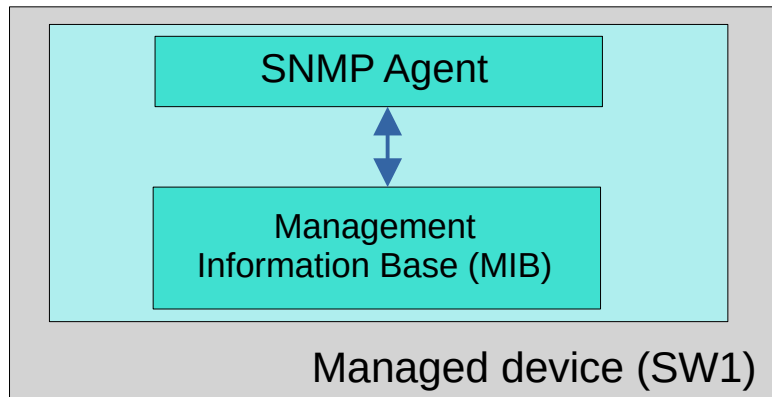 SNMP Agent
Management
Information Base (MIB)
Managed device (SW1)